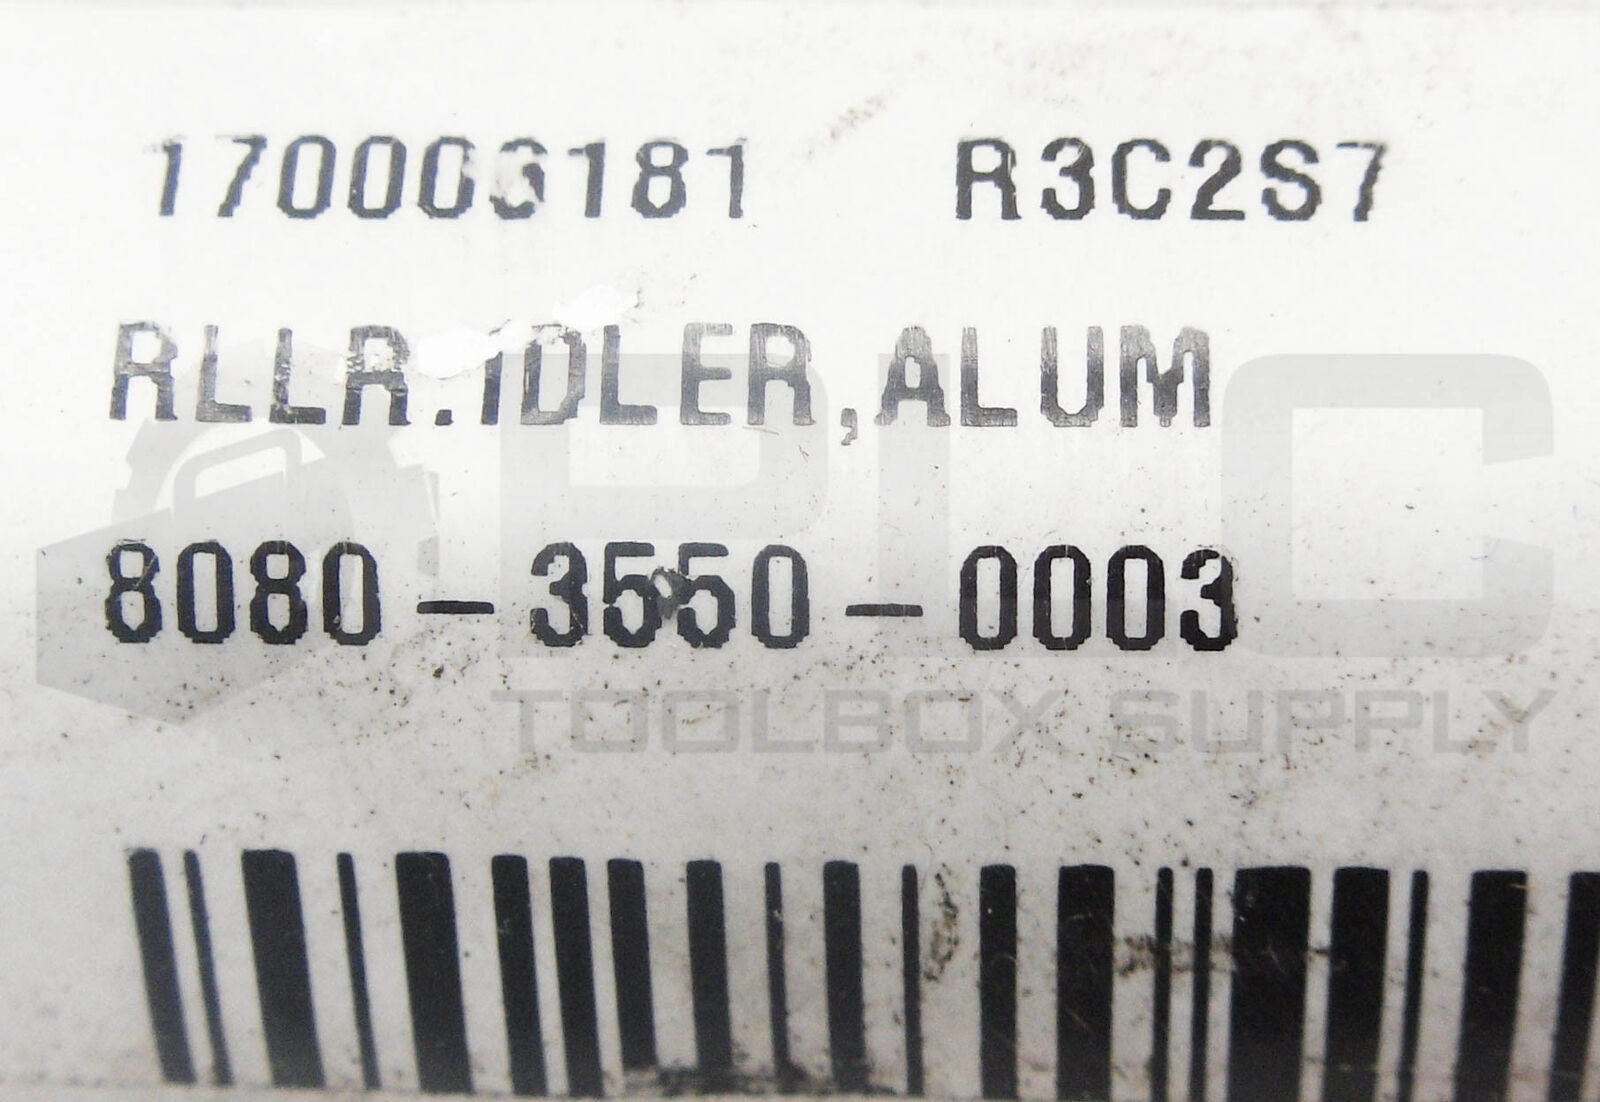 170003181 R3C2S7
RLLR.IDLER,ALUM
8080-3550-0003
PLC
TOOLBOX SUPPLY